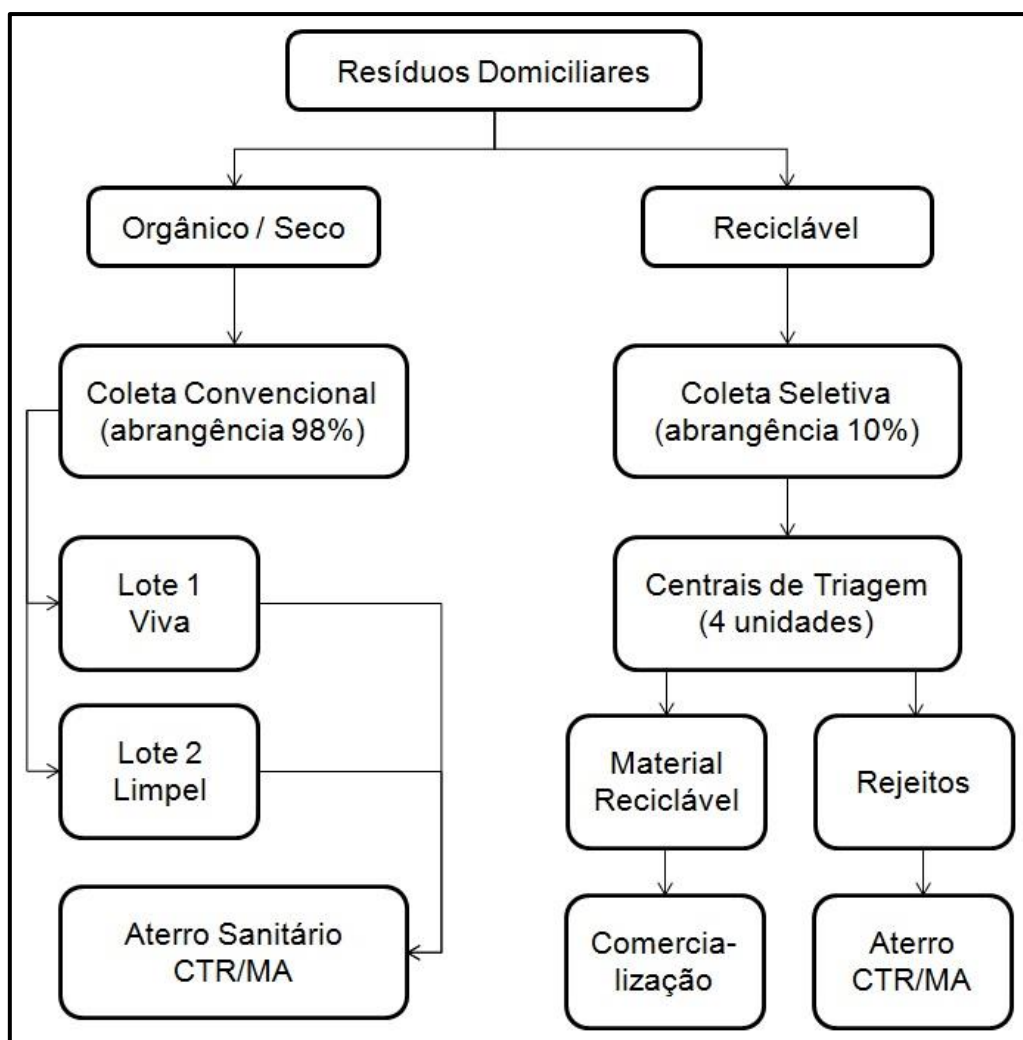 Resíduos Domiciliares
Orgânico / Seco
Reciclável
Coleta Convencional
(abrangência 98%)
Coleta Seletiva
(abrangência 10%)
Lote 1
Viva
Centrais de Triagem
(4 unidades)
Lote 2
Limpel
Material
Reciclável
Rejeitos
Aterro Sanitário
CTR/MA
Comercia-
lização
Aterro
CTR/MA